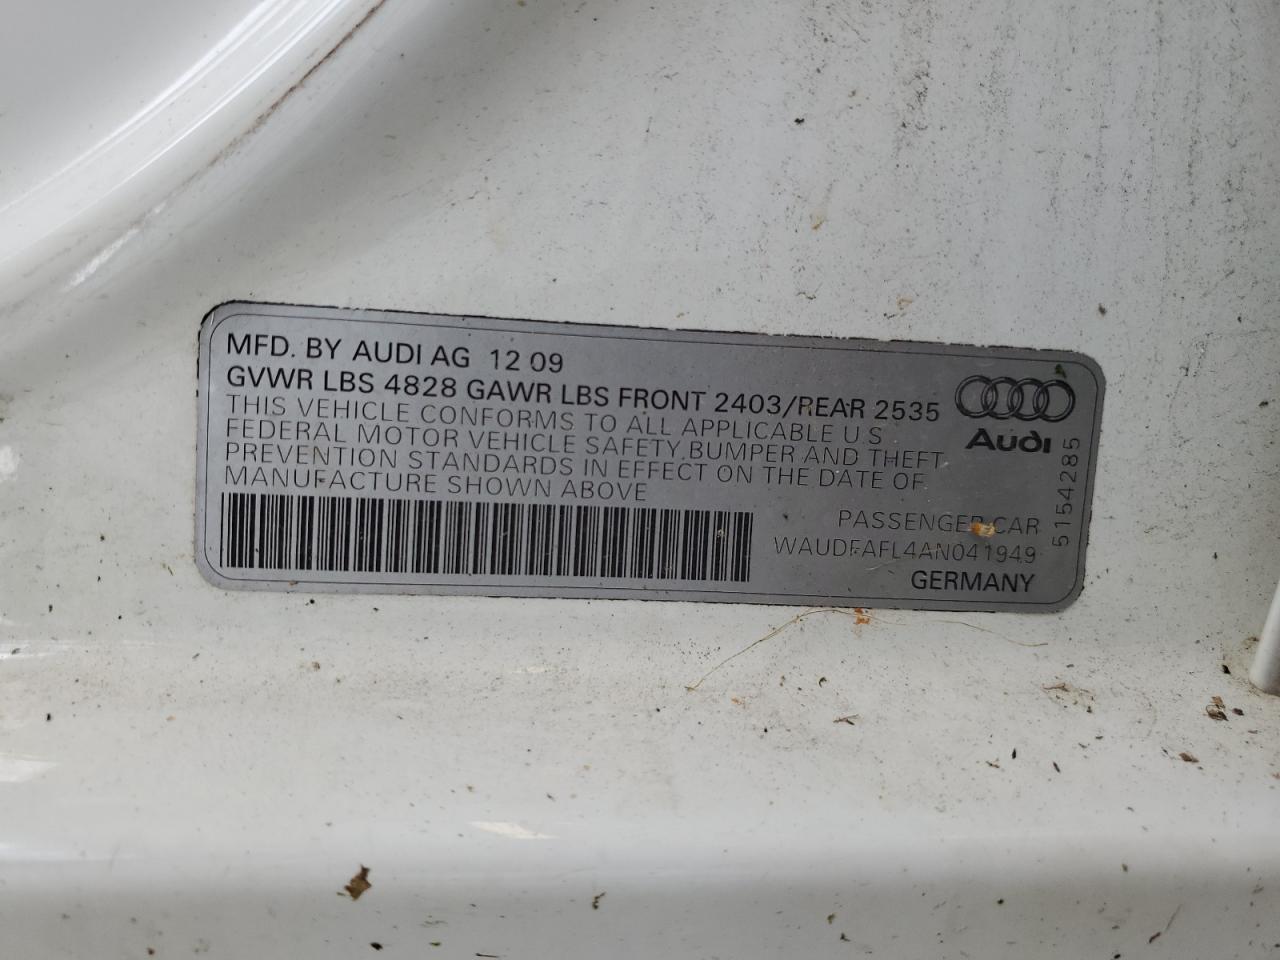 MFD. BY AUDI AG 12 09
GVWR LBS 4828 GAWR LBS FRONT 2403/REAR 2535
THIS VEHICLE CONFORMS TO ALL APPLICABLE U.S
FEDERAL MOTOR VEHICLE SAFETY, BUMPER AND THEFT
PREVENTION STANDARDS IN EFFECT ON THE DATE OF
MANUFACTURE SHOWN ABOVE
Audi
5154285
PASSENGER CAR
WAUDFAFL4AN041949
GERMANY